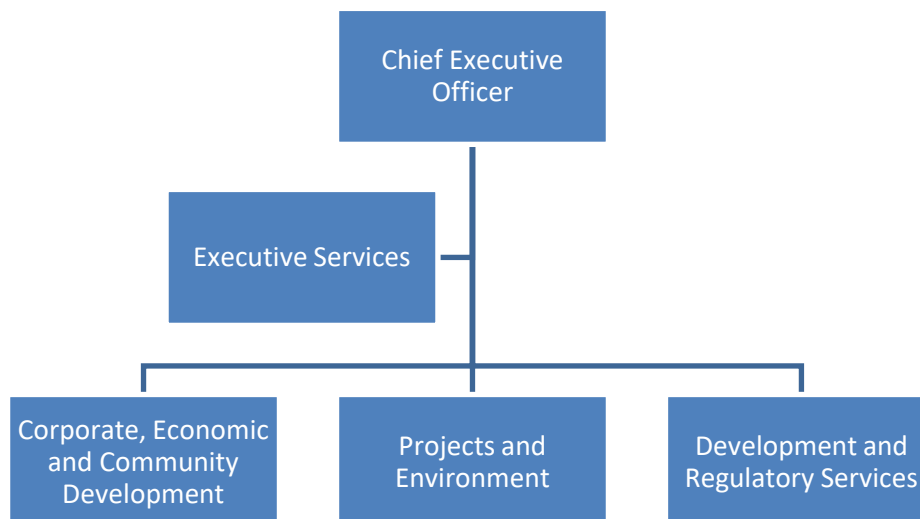 Chief Executive
Officer
Executive Services
Corporate, Economic
and Community
Development
Projects and
Environment
Development and
Regulatory Services